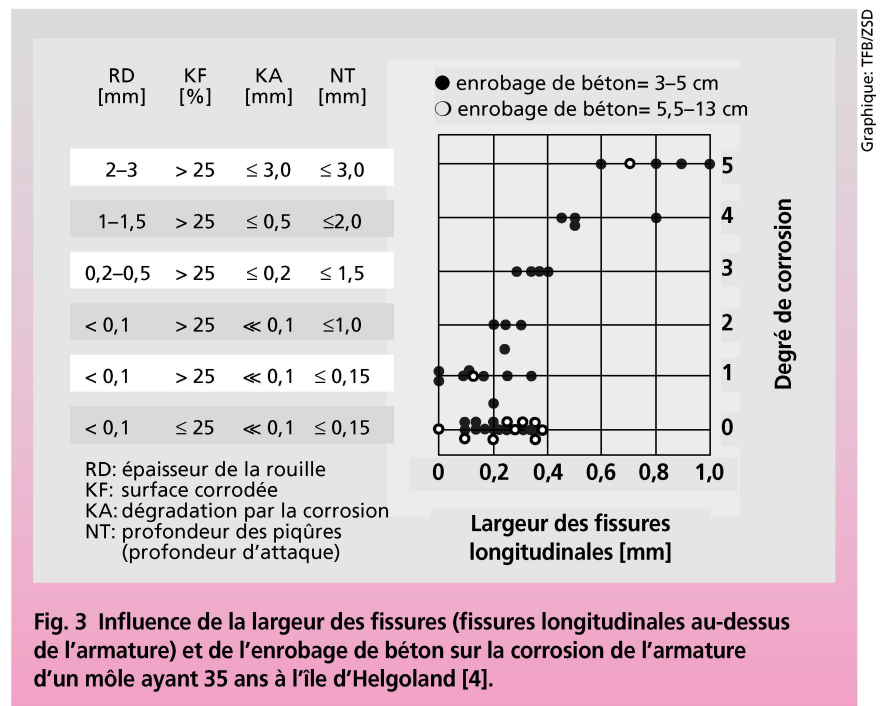 Graphique: TFB/ZSD
RD KF KA NT
[mm] [%] [mm] [mm]
● enrobage de béton= 3–5 cm
○ enrobage de béton= 5,5–13 cm
2–3 > 25 ≤ 3,0 ≤ 3,0 5
1–1,5 > 25 ≤ 0,5 ≤2,0 4
0,2–0,5 > 25 ≤ 0,2 ≤ 1,5 3
< 0,1 > 25 ≪ 0,1 ≤1,0 2
< 0,1 > 25 ≪ 0,1 ≤ 0,15 1
< 0,1 ≤ 25 ≪ 0,1 ≤ 0,15 0
Degré de corrosion
0 0,2 0,4 0,6 0,8 1,0
Largeur des fissures
longitudinales [mm]
RD: épaisseur de la rouille
KF: surface corrodée
KA: dégradation par la corrosion
NT: profondeur des piqûres
(profondeur d'attaque)
Fig. 3 Influence de la largeur des fissures (fissures longitudinales au-dessus
de l'armature) et de l'enrobage de béton sur la corrosion de l'armature
d'un môle ayant 35 ans à l'île d'Helgoland [4].